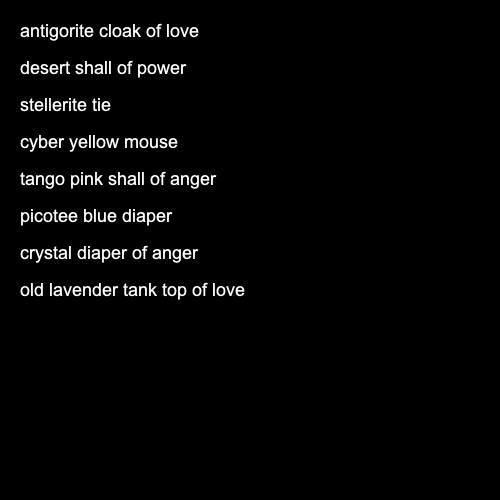 antigorite cloak of love
desert shall of power
stellerite tie
cyber yellow mouse
tango pink shall of anger
picotee blue diaper
crystal diaper of anger
old lavender tank top of love